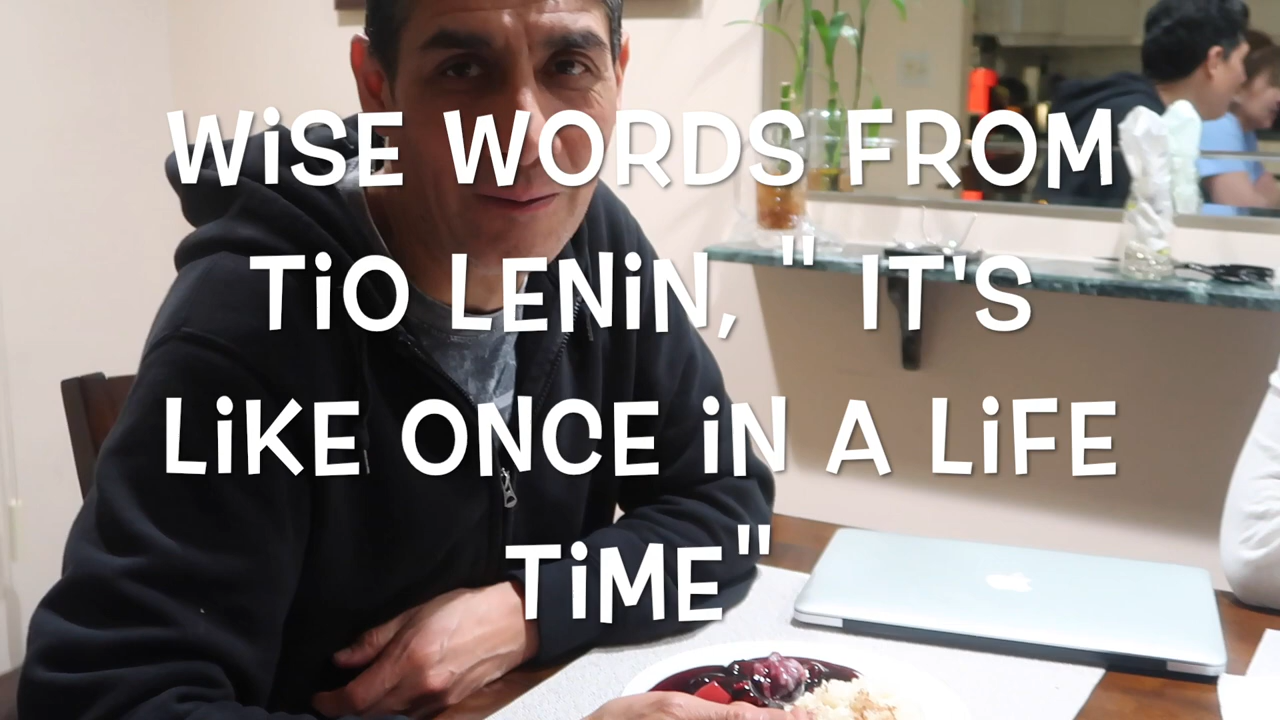 WiSE WORDS FROM
TiO LENiN, " IT'S
LiKE ONCE iN A LiFE
TiME"